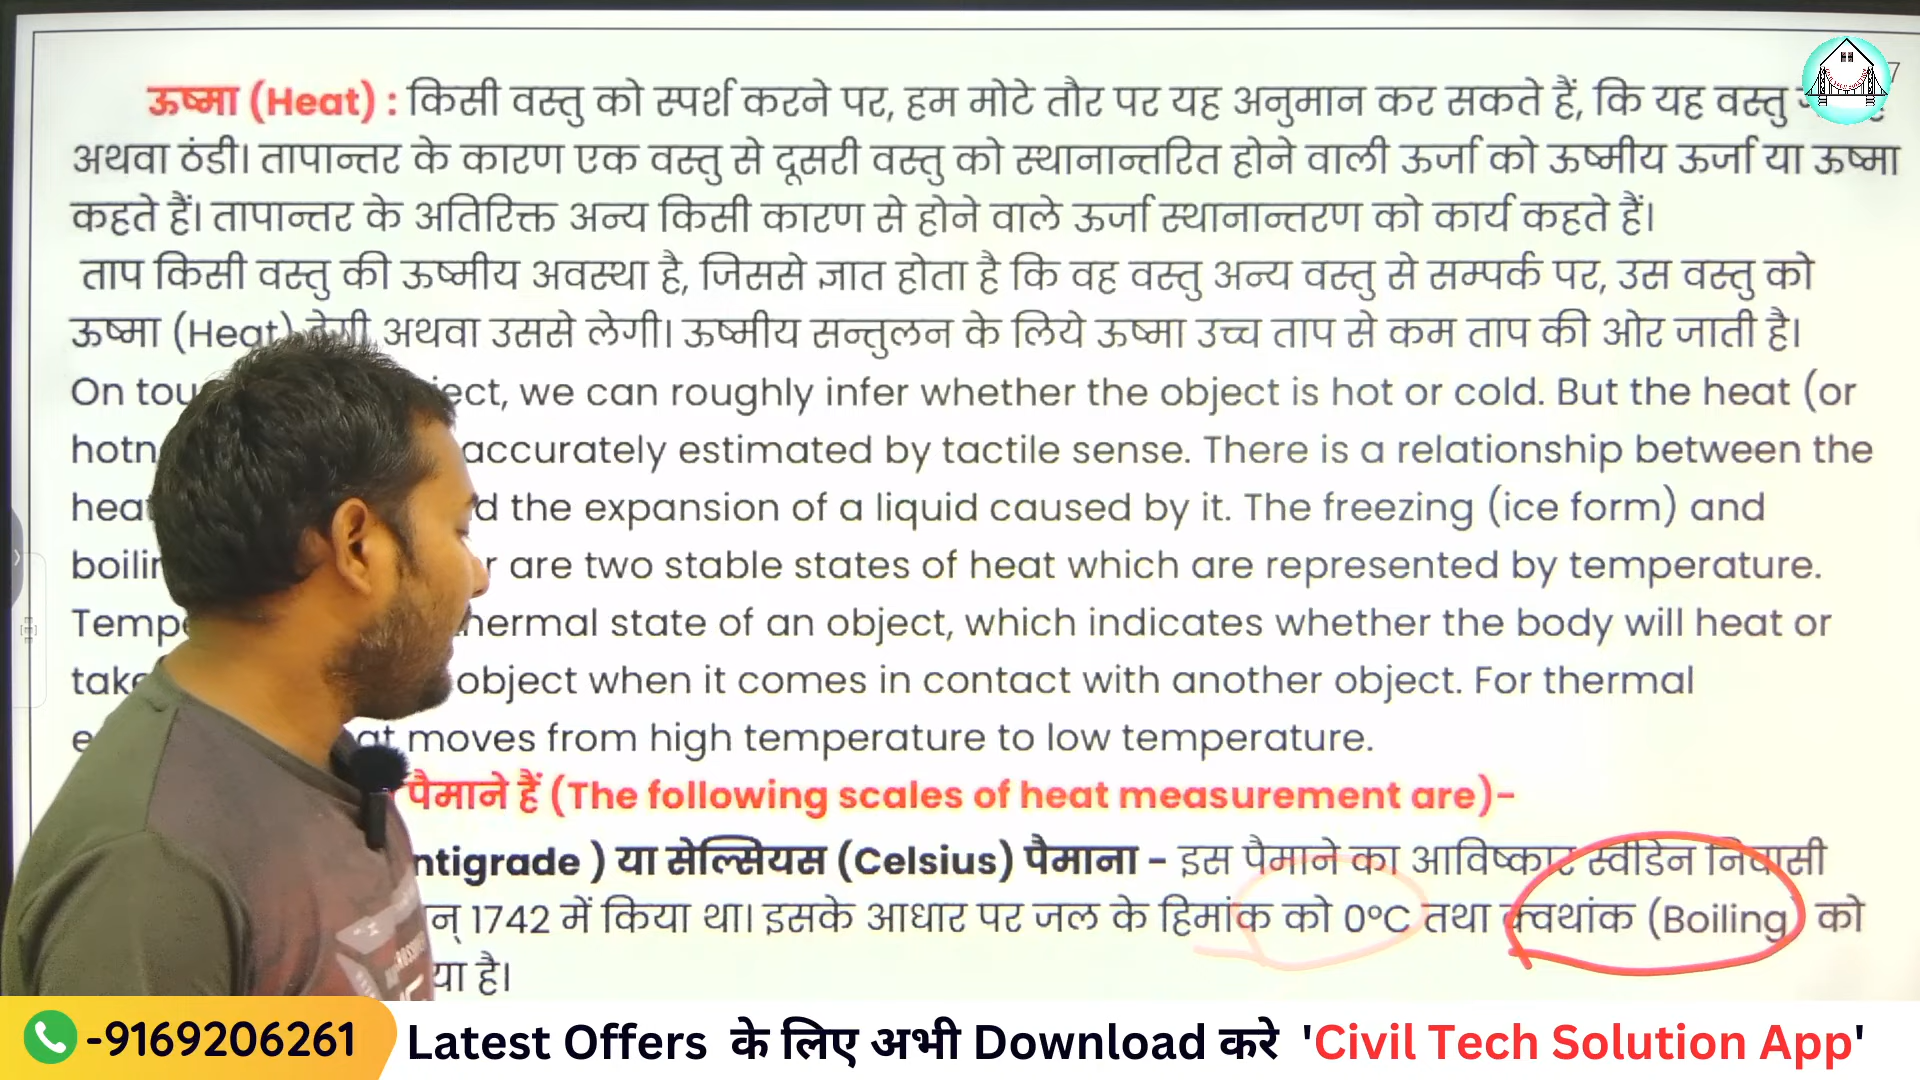 ऊष्मा (Heat) : किसी वस्तु को स्पर्श करने पर, हम मोटे तौर पर यह अनुमान कर सकते हैं, कि यह वस्तु
7
अथवा ठंडी। तापान्तर के कारण एक वस्तु से दूसरी वस्तु को स्थानान्तरित होने वाली ऊर्जा को ऊष्मीय ऊर्जा या ऊष्मा
कहते हैं। तापान्तर के अतिरिक्त अन्य किसी कारण से होने वाले ऊर्जा स्थानान्तरण को कार्य कहते हैं।
ताप किसी वस्तु की ऊष्मीय अवस्था है, जिससे ज्ञात होता है कि वह वस्तु अन्य वस्तु से सम्पर्क पर, उस वस्तु को
ऊष्मा (Heat) देगी अथवा उससे लेगी। ऊष्मीय सन्तुलन के लिये ऊष्मा उच्च ताप से कम ताप की ओर जाती है।
On we can roughly infer whether the object is hot or cold. But the heat (or
accurately estimated by tactile sense. There is a relationship between the
the expansion of a liquid caused by it. The freezing (ice form) and
are two stable states of heat which are represented by temperature.
state of an object, which indicates whether the body will heat or
object when it comes in contact with another object. For thermal
moves from high temperature to low temperature.
पैमाने हैं (The following scales of heat measurement are)-
ntigrade ) या सेल्सियस (Celsius) पैमाना - इस पैमाने का आविष्कार स्वीडेन निवासी
1742 में किया था। इसके आधार पर जल के हिमांक को 0°C तथा क्वथांक (Boiling) को
है।
-9169206261 Latest Offers के लिए अभी Download करे 'Civil Tech Solution App'